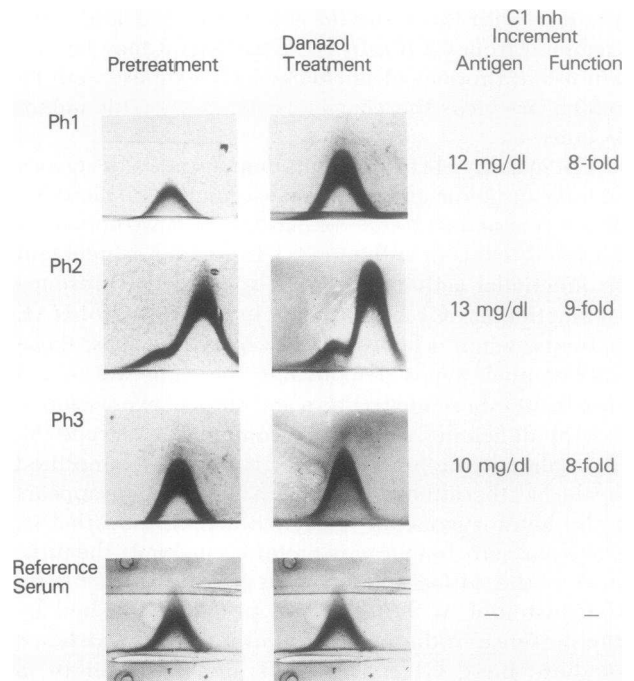 C1 Inh
Increment
Pretreatment
Danazol
Treatment
Antigen Function
Ph1
12 mg/dl 8-fold
Ph2
13 mg/dl 9-fold
Ph3
10 mg/dl 8-fold
Reference
Serum
— —